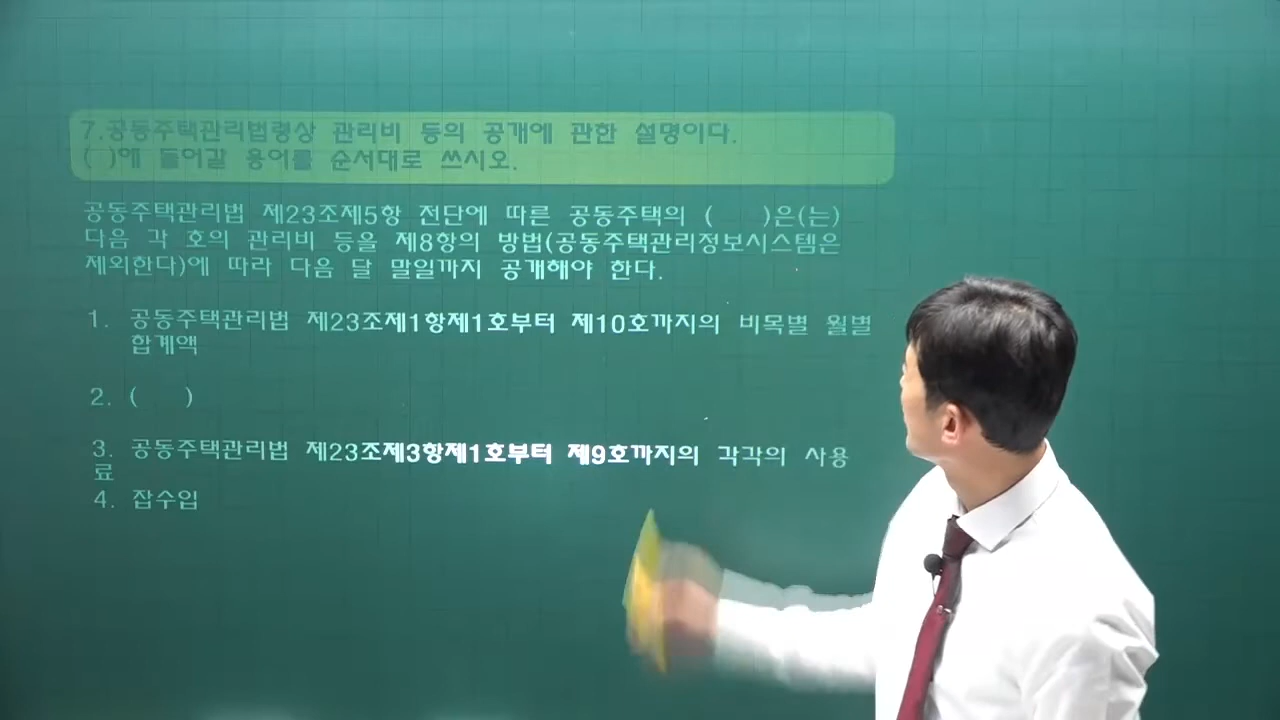 7.공동주택관리법령상 관리비 등의 공개에 관한 설명이다.
( )에 들어갈 용어를 순서대로 쓰시오.
공동주택관리법 제23조제5항 전단에 따른 공동주택의 ( )은(는)
다음 각 호의 관리비 등을 제8항의 방법(공동주택관리정보시스템은
제외한다)에 따라 다음 달 말일까지 공개해야 한다.
1. 공동주택관리법 제23조제1항제1호부터 제10호까지의 비목별 월별
합계액
2. ( )
3. 공동주택관리법 제23조제3항제1호부터 제9호까지의 각각의 사용
료
4. 잡수입